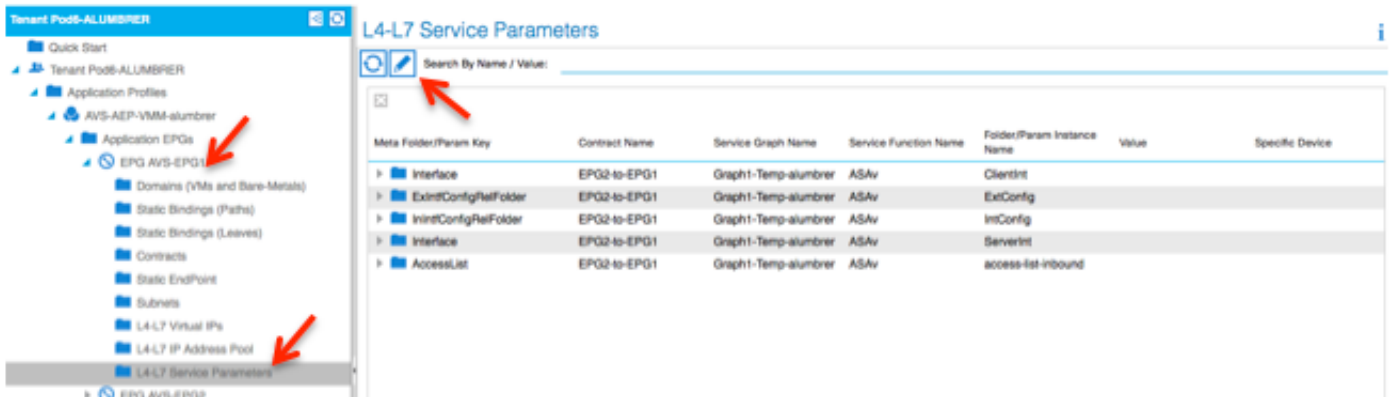 Tenant Pod6-ALUMBRER
Quick Start
Tenant Pod6-ALUMBRER
Application Profiles
AVS-AEP-VMM-alumbrer
Application EPGs
EPG AVS-EPG1
Domains (VMs and Bare-Metals)
Static Bindings (Paths)
Static Bindings (Leaves)
Contracts
Static EndPoint
Subnets
L4-L7 Virtual IPs
L4-L7 IP Address Pool
L4-L7 Service Parameters
EPG AVS-EPG2
L4-L7 Service Parameters
i
Search By Name / Value:
Meta Folder/Param Key Contract Name Service Graph Name Service Function Name Folder/Param Instance Name Value Specific Device
Interface EPG2-to-EPG1 Graph1-Temp-alumbrer ASAv ClientInt
ExIntfConfigRelFolder EPG2-to-EPG1 Graph1-Temp-alumbrer ASAv ExtConfig
InIntfConfigRelFolder EPG2-to-EPG1 Graph1-Temp-alumbrer ASAv IntConfig
Interface EPG2-to-EPG1 Graph1-Temp-alumbrer ASAv ServerInt
AccessList EPG2-to-EPG1 Graph1-Temp-alumbrer ASAv access-list-inbound